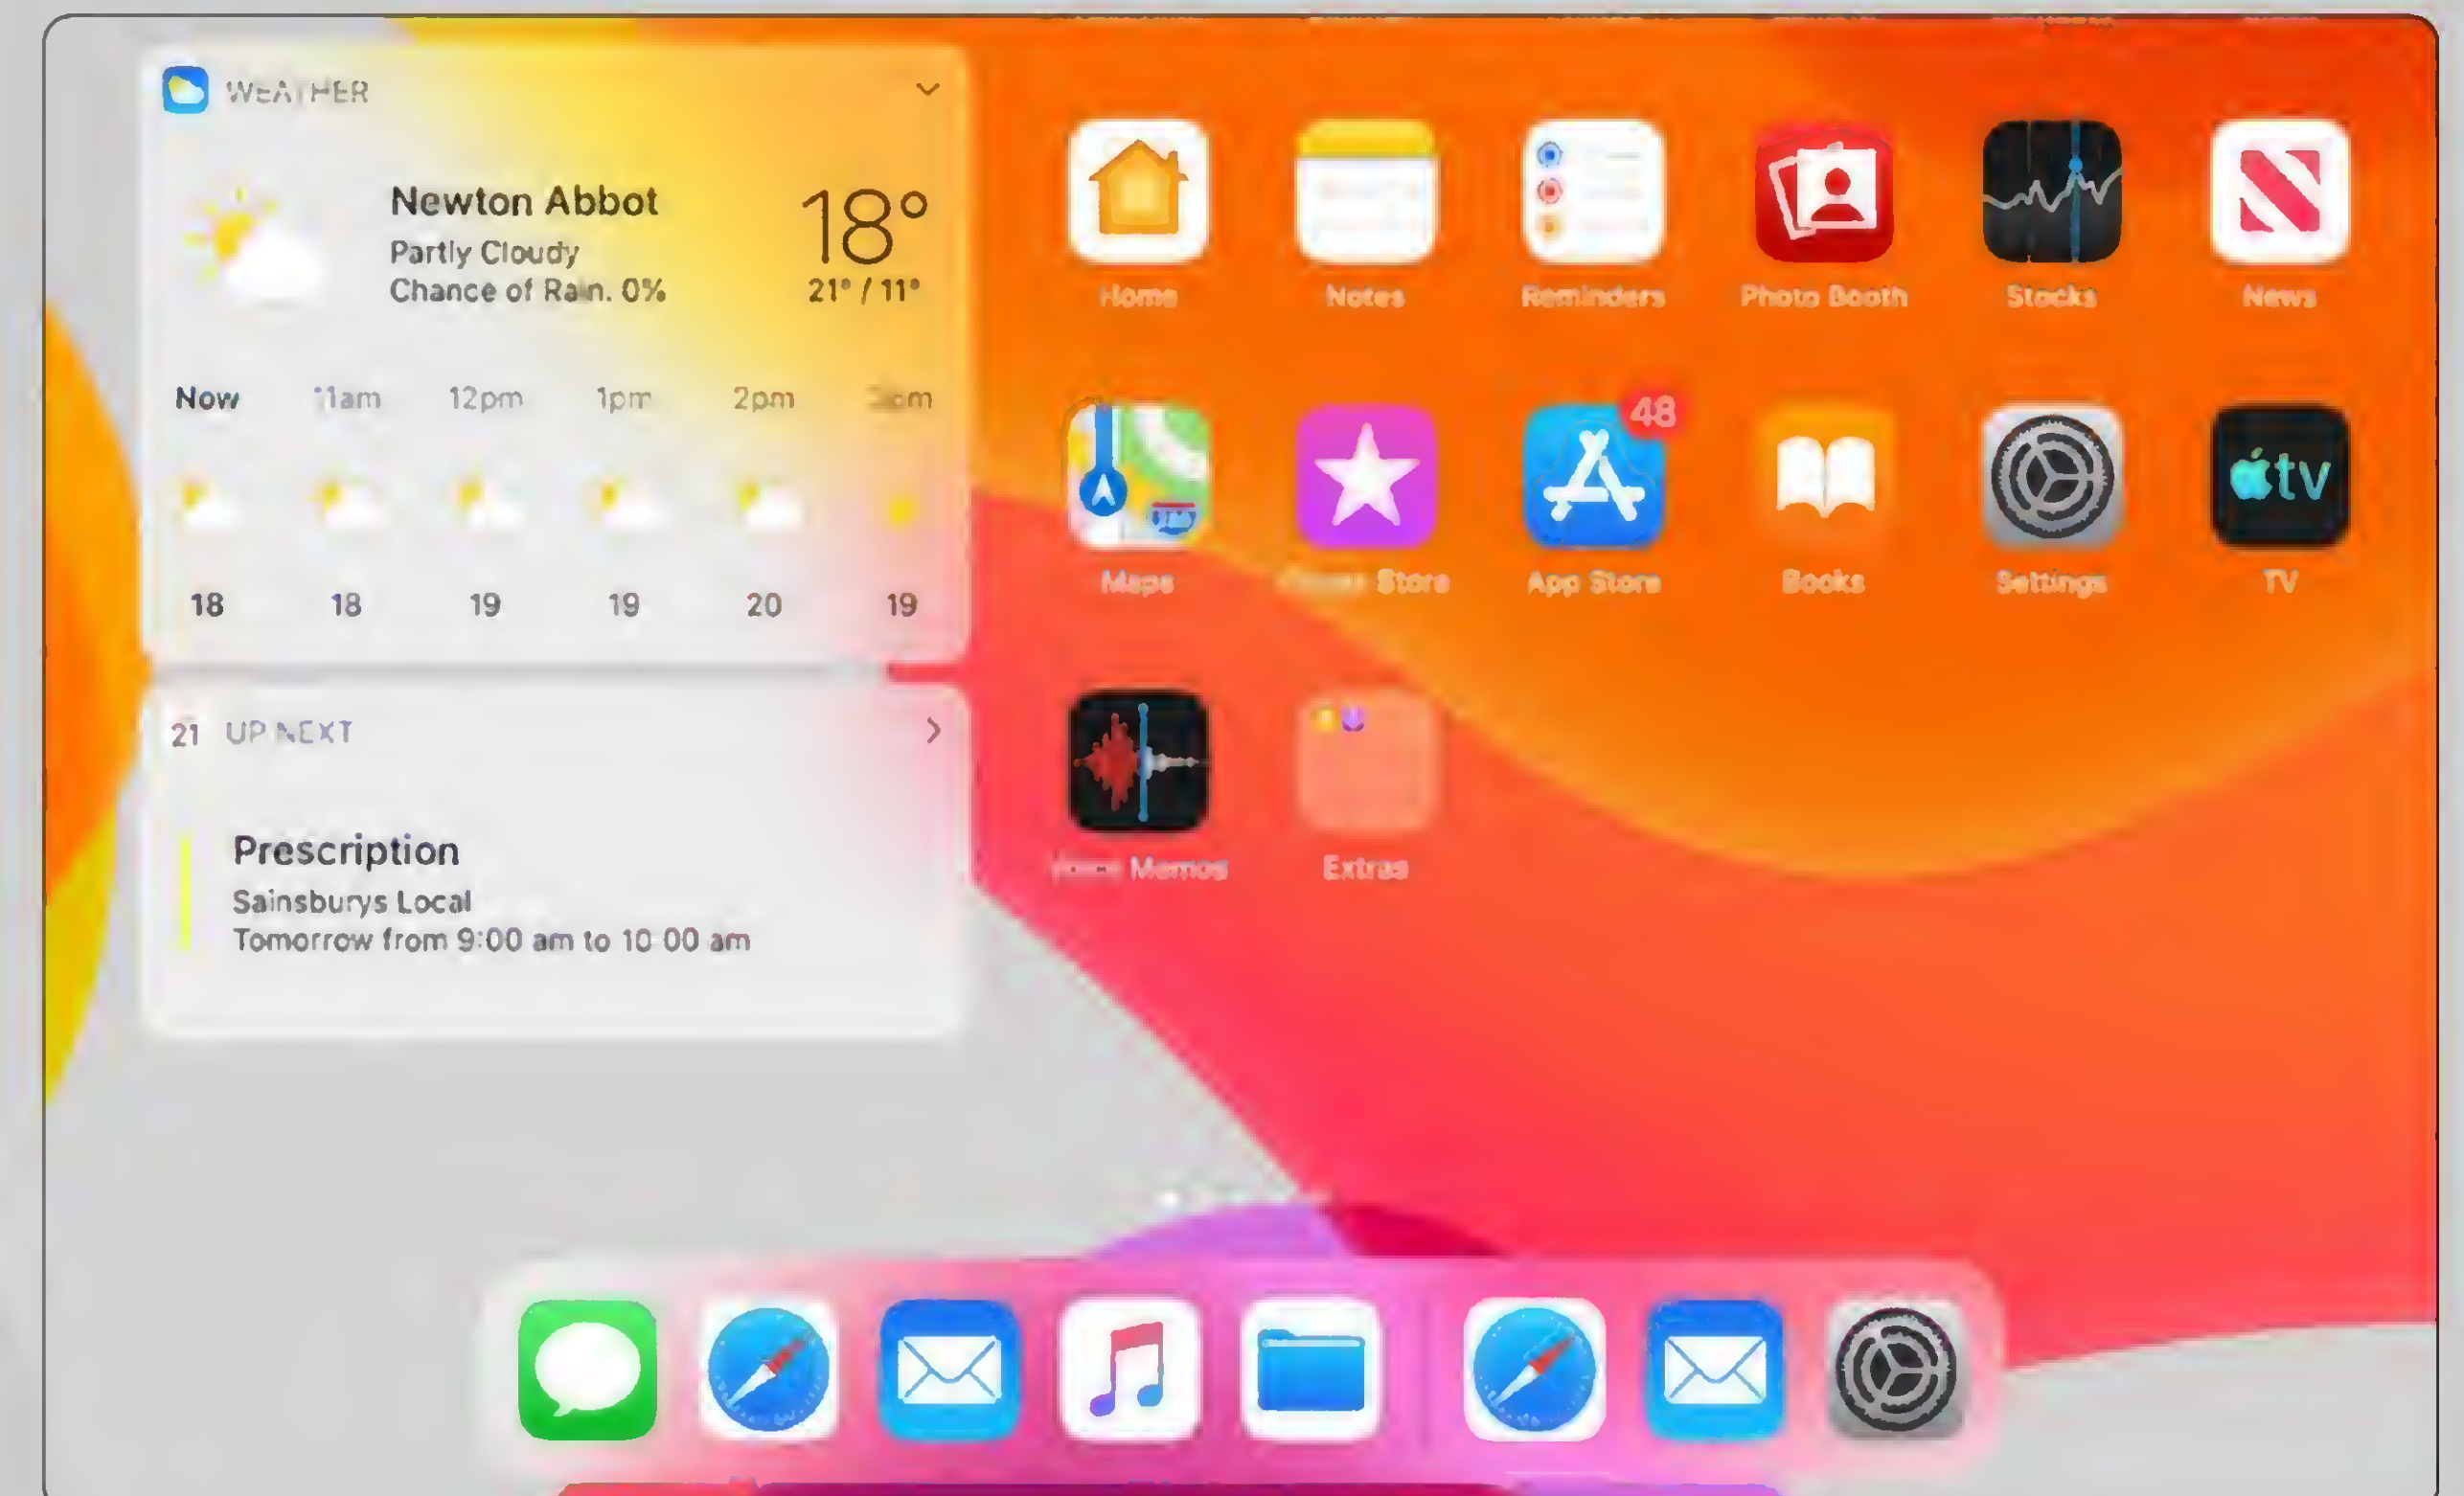 WEATHER
Newton Abbot
18°
Partly Cloudy
Chance of Rain. 0%
21° / 11°
Now 11am 12pm 1pm 2pm
18 18 19 19 20 19
21 UP NEXT
Prescription
Sainsburys Local
Tomorrow from 9:00 am to 10 00 am
Home Notes Reminders Photo Booth Stocks News
48
tv
Maps Store App Store Books Settings TV
Memos Extras